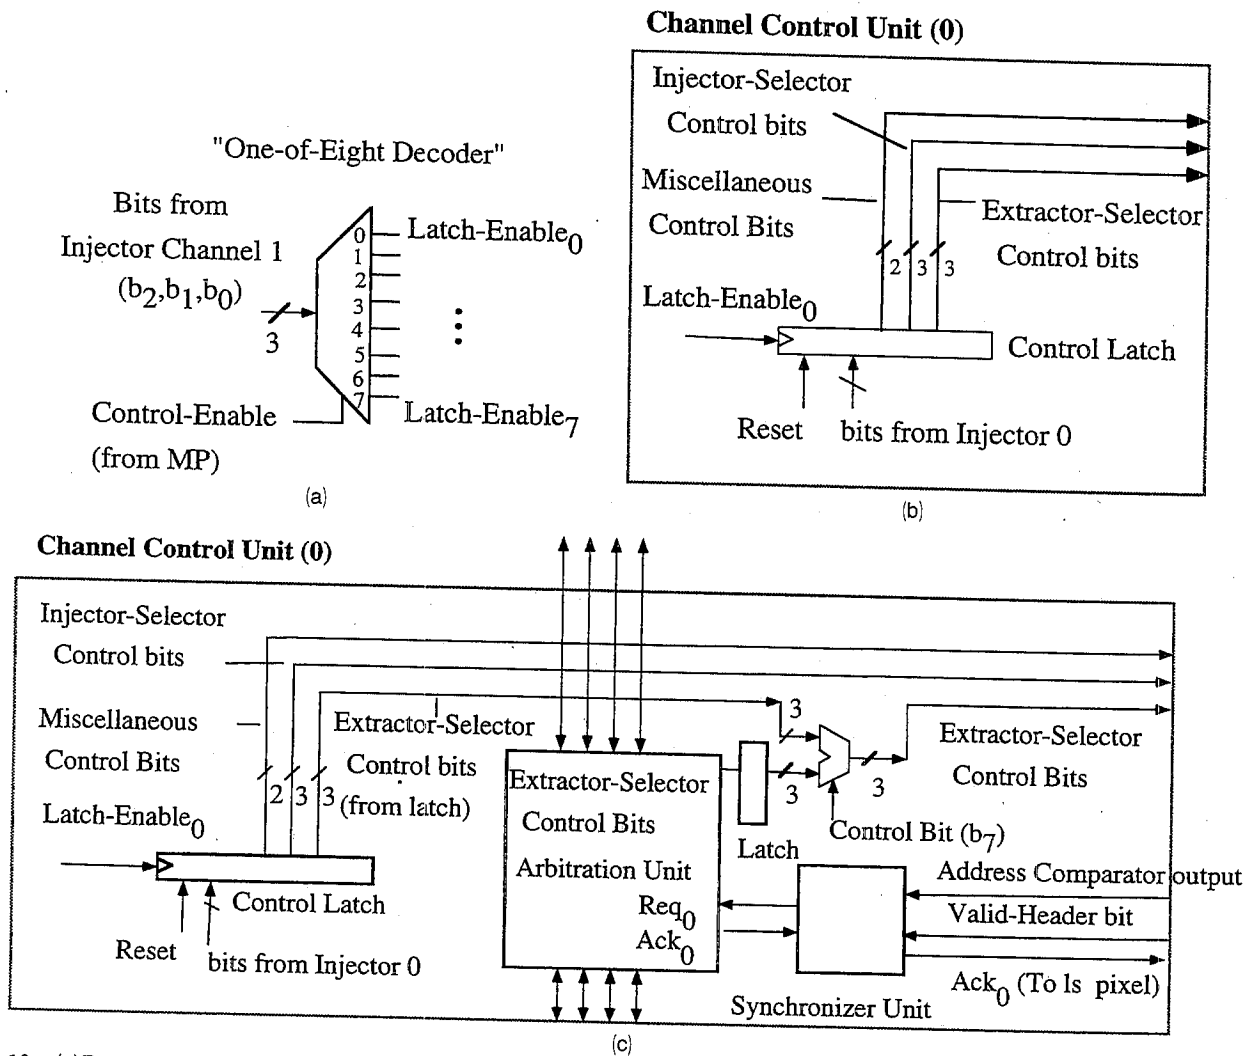 "One-of-Eight Decoder"
Bits from
Injector Channel 1
(b2,b1,b0)
3
0
1
2
3
4
5
6
7
Latch-Enable0
Latch-Enable7
Control-Enable
(from MP)
(a)
Channel Control Unit (0)
Injector-Selector
Control bits
Miscellaneous
Control Bits
Extractor-Selector
Control bits
2
3
3
Latch-Enable0
Control Latch
Reset
bits from Injector 0
(b)
Channel Control Unit (0)
Injector-Selector
Control bits
Miscellaneous
Control Bits
Extractor-Selector
Control bits
(from latch)
2
3
3
Latch-Enable0
Control Latch
Reset
bits from Injector 0
Extractor-Selector
Control Bits
Arbitration Unit
Req0
Ack0
Latch
3
3
3
Control Bit (b7)
Extractor-Selector
Control Bits
Address Comparator output
Valid-Header bit
Ack0 (To ls pixel)
Synchronizer Unit
(c)